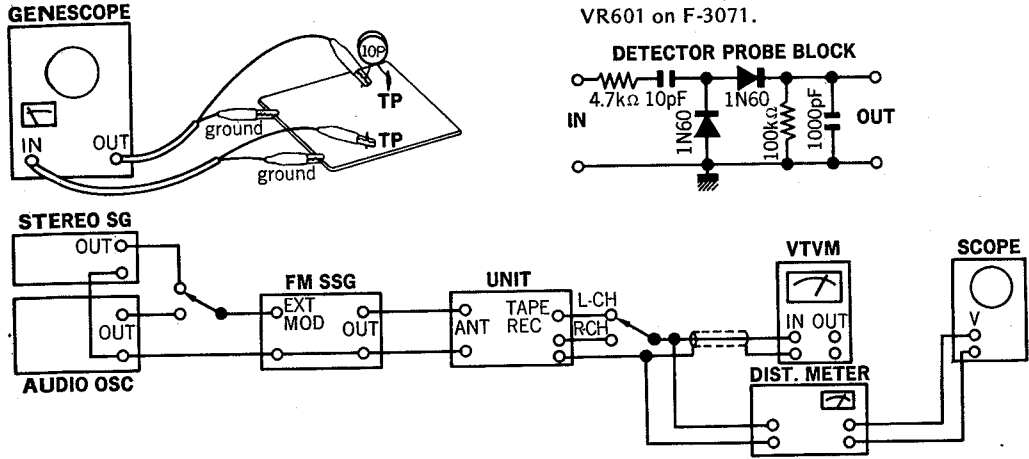 GENESCOPE
10P
TP
ground
TP
ground
IN
OUT
VR601 on F-3071.
DETECTOR PROBE BLOCK
4.7kΩ
10pF
1N60
1N60
100kΩ
1000pF
IN
OUT
STEREO SG
OUT
OUT
AUDIO OSC
FM SSG
EXT
MOD
OUT
UNIT
ANT
TAPE
REC
L-CH
R-CH
VTVM
IN OUT
DIST. METER
SCOPE
V